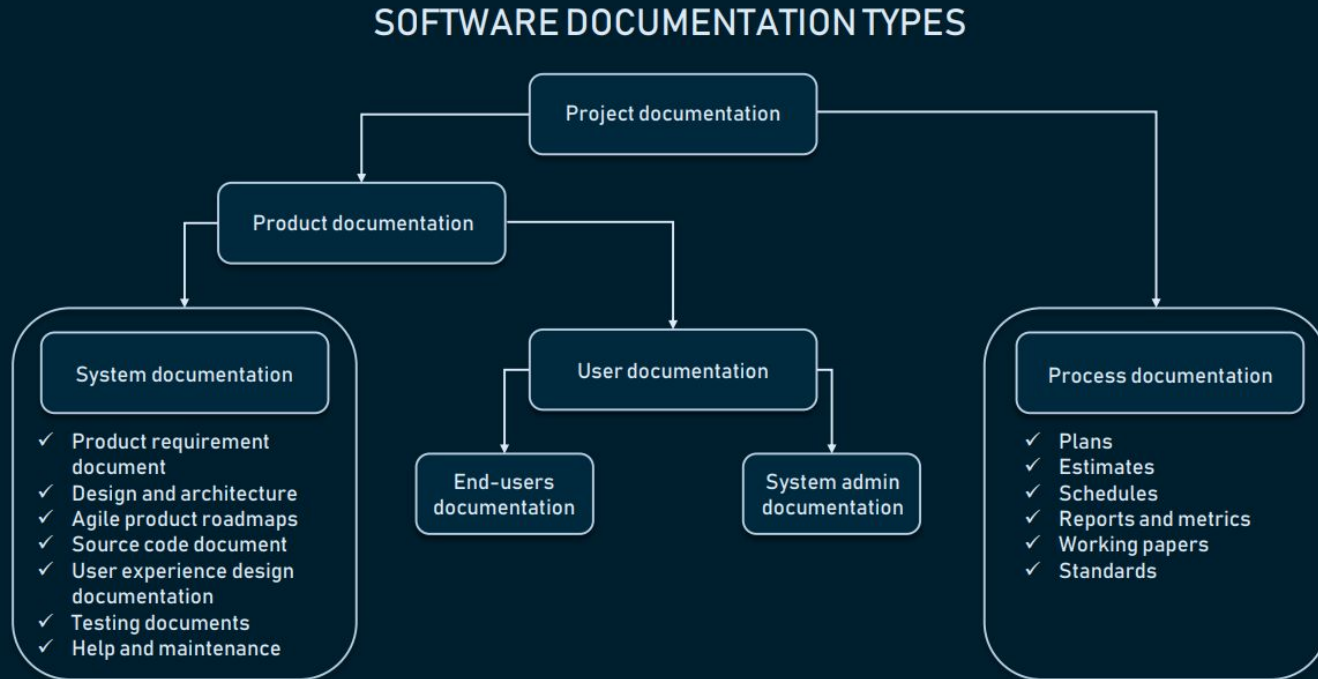 SOFTWARE DOCUMENTATION TYPES
Project documentation
Product documentation
System documentation
✓ Product requirement
document
✓ Design and architecture
✓ Agile product roadmaps
✓ Source code document
✓ User experience design
documentation
✓ Testing documents
✓ Help and maintenance
User documentation
End-users
documentation
System admin
documentation
Process documentation
✓ Plans
✓ Estimates
✓ Schedules
✓ Reports and metrics
✓ Working papers
✓ Standards